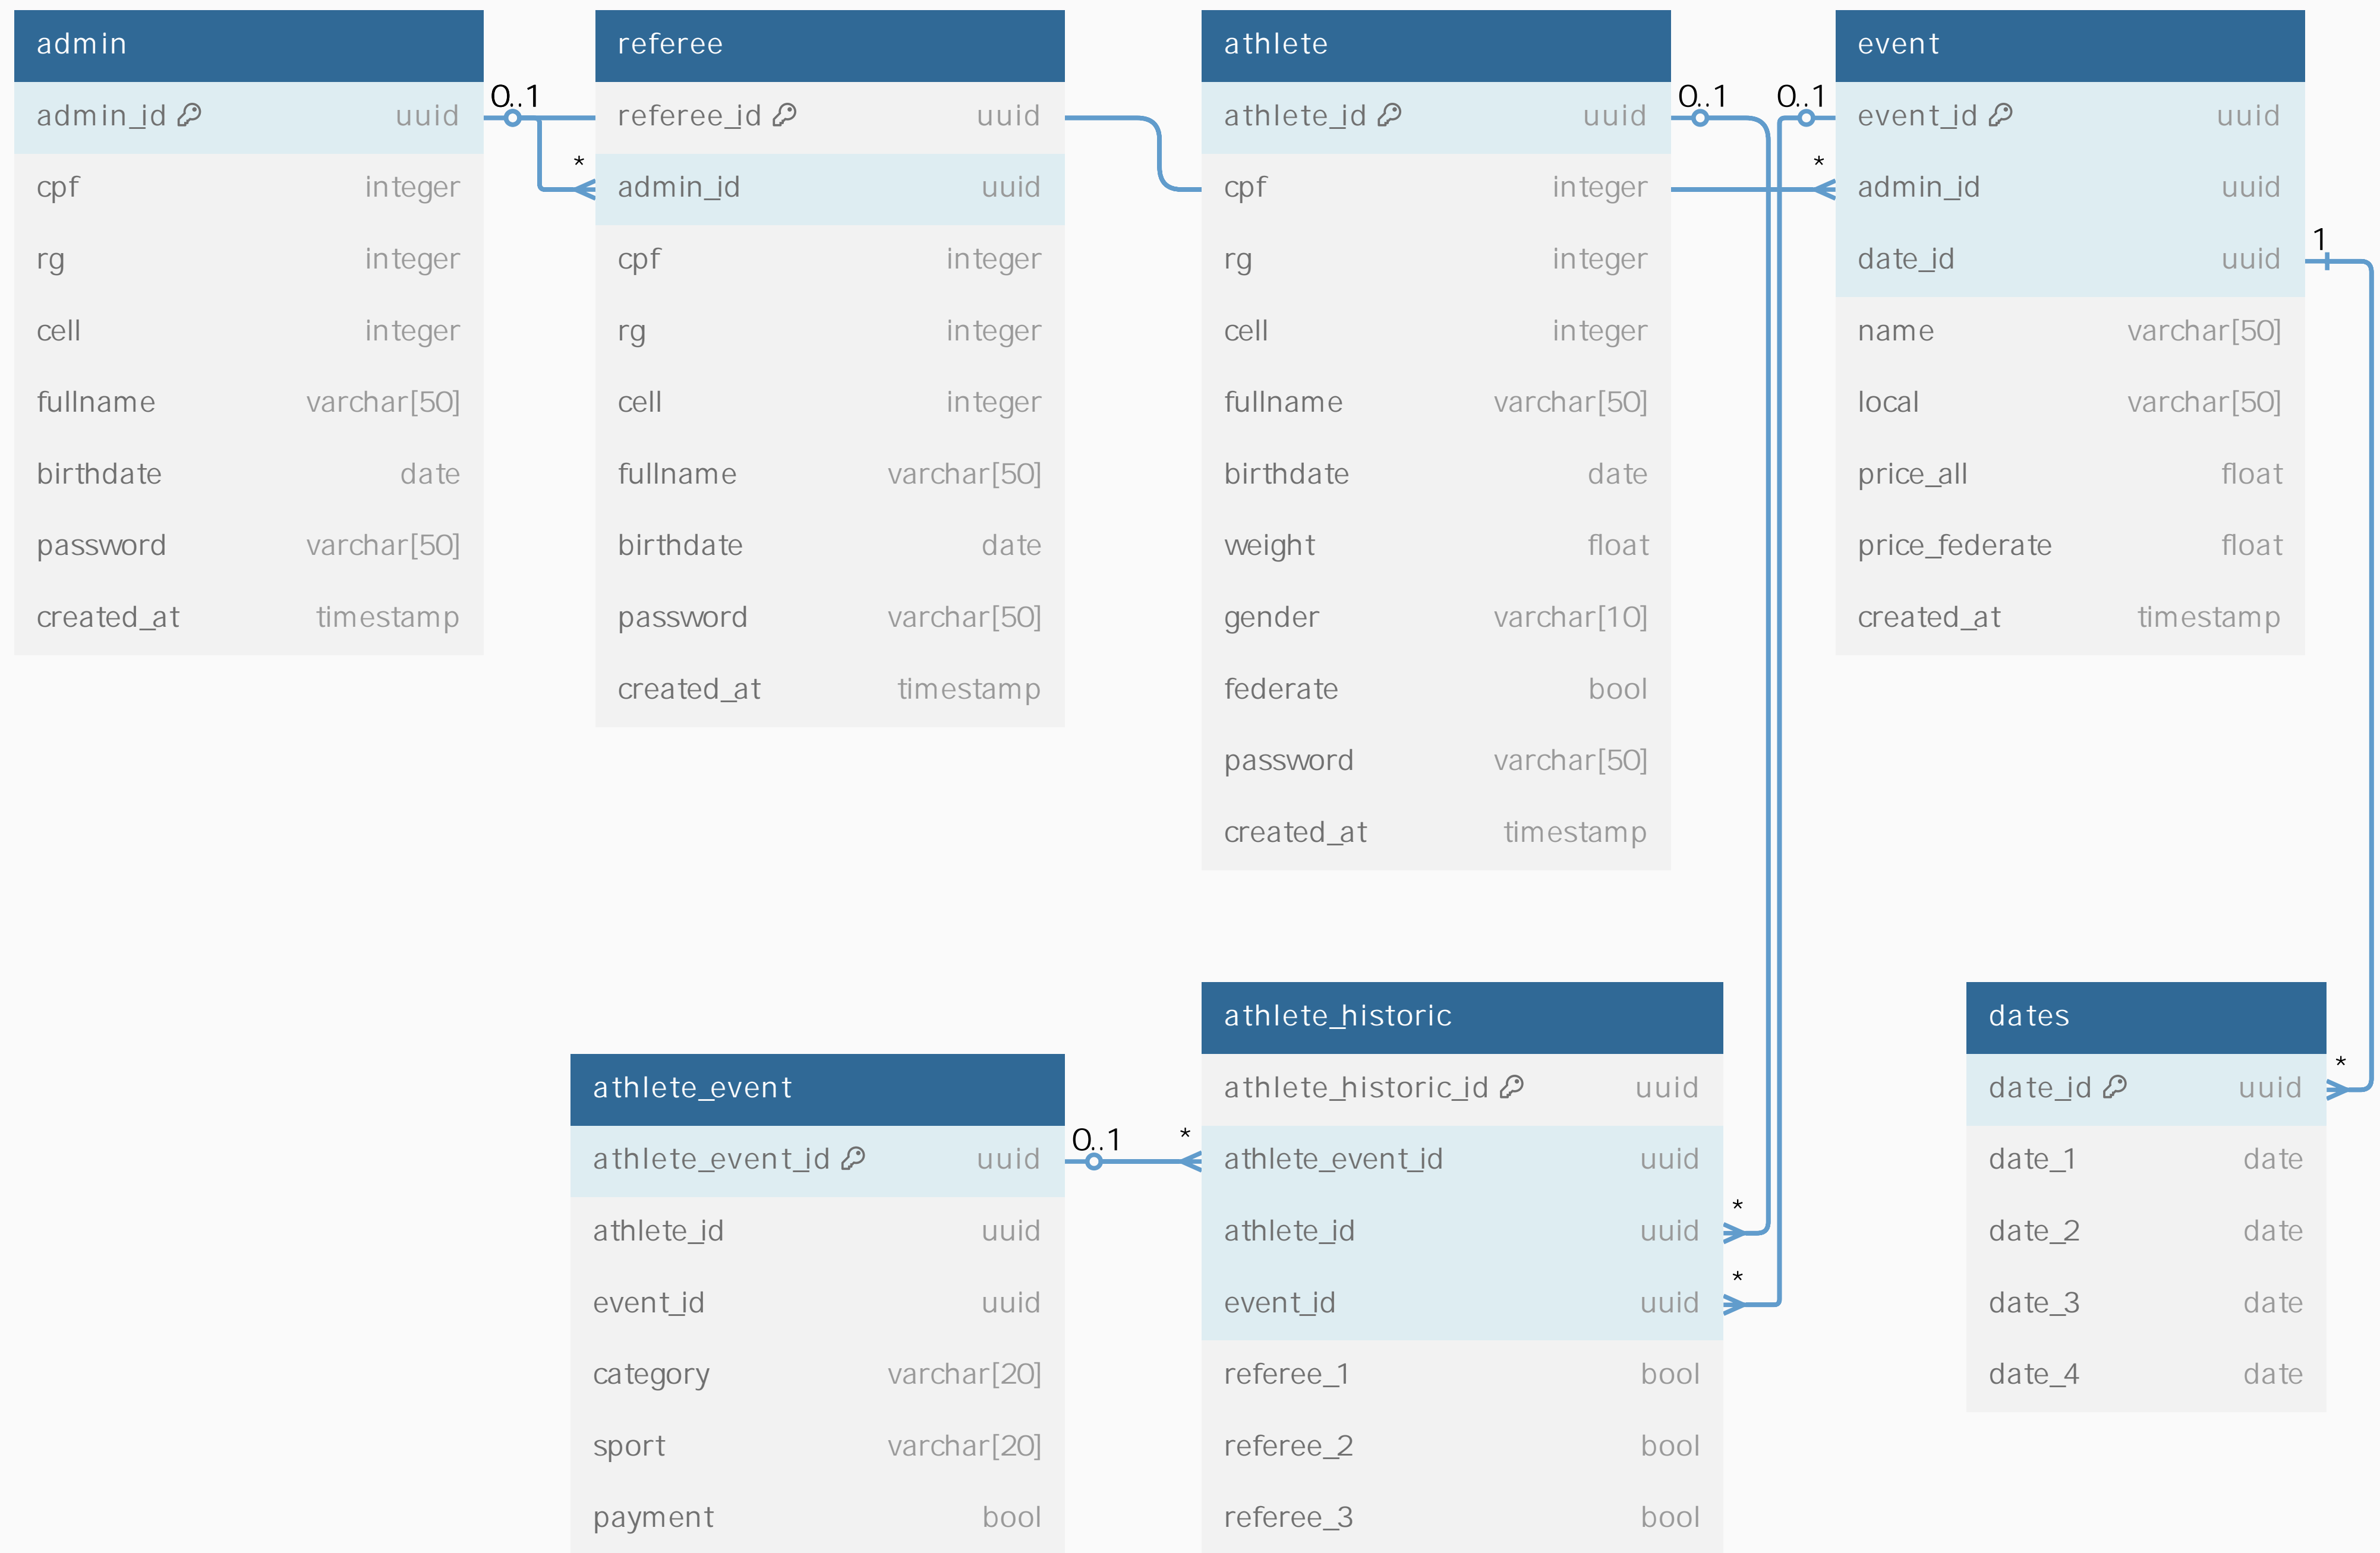 admin
admin_id uuid
cpf integer
rg integer
cell integer
fullname varchar[50]
birthdate date
password varchar[50]
created_at timestamp
0..1
*
referee
referee_id uuid
admin_id uuid
cpf integer
rg integer
cell integer
fullname varchar[50]
birthdate date
password varchar[50]
created_at timestamp
athlete
athlete_id uuid
cpf integer
rg integer
cell integer
fullname varchar[50]
birthdate date
weight float
gender varchar[10]
federate bool
password varchar[50]
created_at timestamp
0..1
0..1
*
event
event_id uuid
admin_id uuid
date_id uuid
name varchar[50]
local varchar[50]
price_all float
price_federate float
created_at timestamp
1
athlete_event
athlete_event_id uuid
athlete_id uuid
event_id uuid
category varchar[20]
sport varchar[20]
payment bool
0..1
*
athlete_historic
athlete_historic_id uuid
athlete_event_id uuid
athlete_id uuid
event_id uuid
referee_1 bool
referee_2 bool
referee_3 bool
*
*
dates
date_id uuid
date_1 date
date_2 date
date_3 date
date_4 date
*